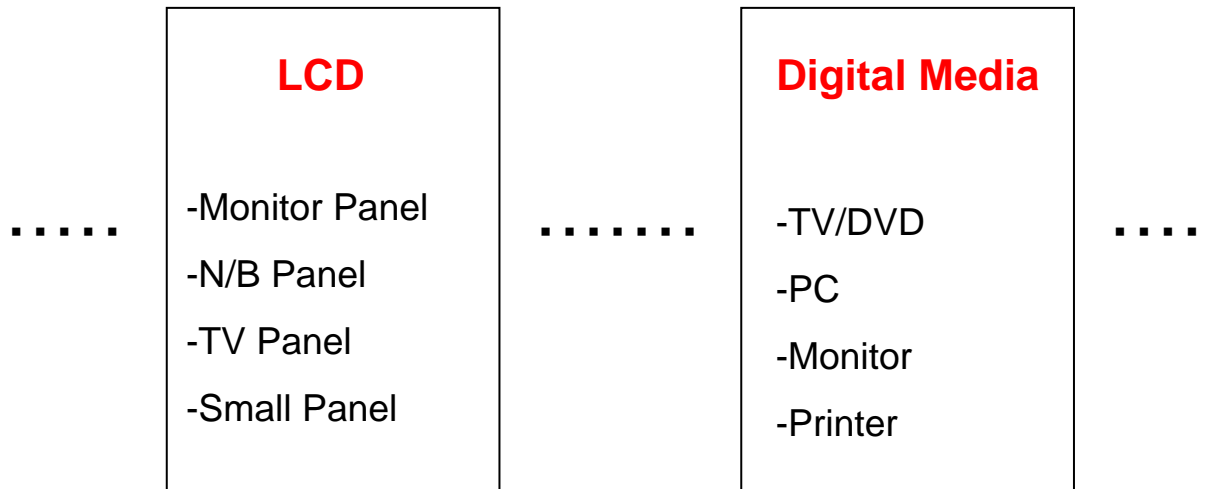 LCD
-Monitor Panel
-N/B Panel
-TV Panel
-Small Panel
Digital Media
-TV/DVD
-PC
-Monitor
-Printer